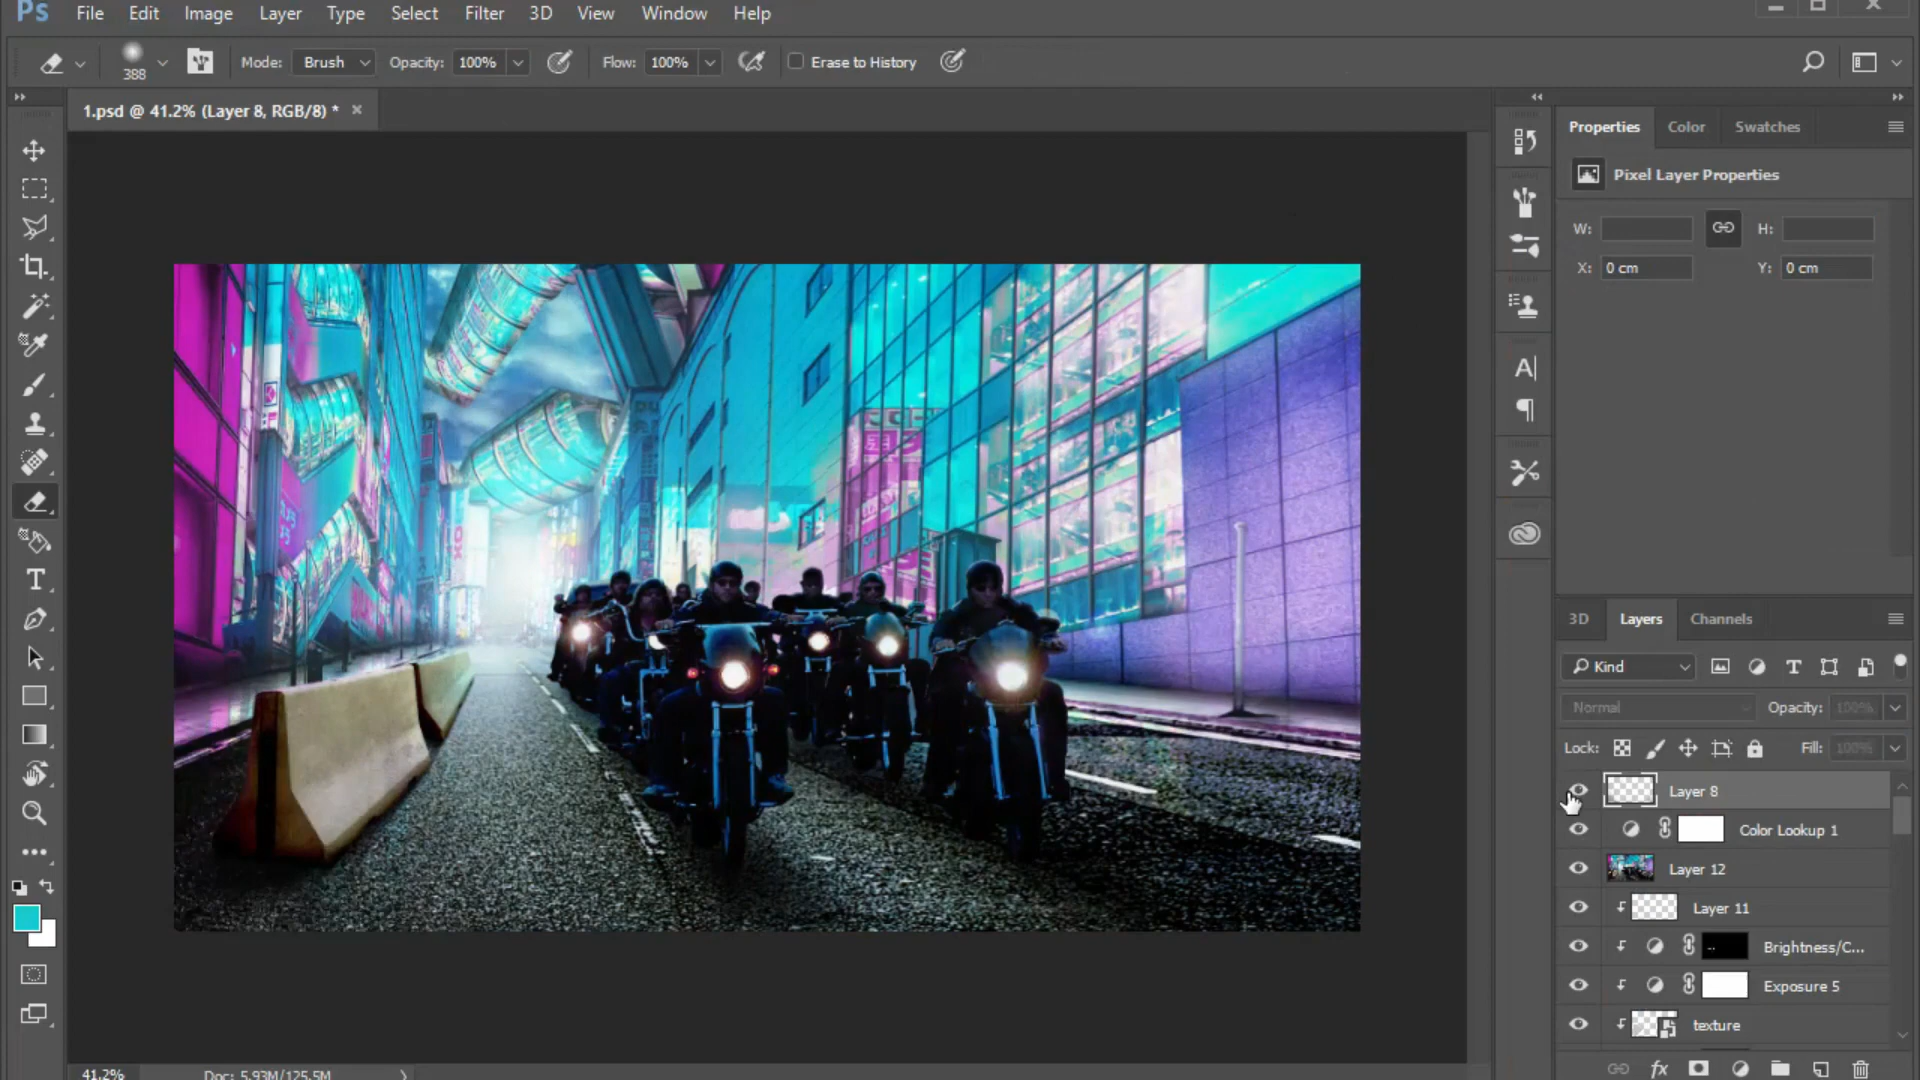 Ps File Edit Image Layer Type Select Filter 3D View Window Help
388 Mode: Brush Opacity: 100% Flow: 100% Erase to History
1.psd @ 41.2% (Layer 8, RGB/8) * ×
Properties Color Swatches
Pixel Layer Properties
W: H:
X: 0 cm Y: 0 cm
3D Layers Channels
Kind
Normal Opacity: 100%
Lock: Fill: 100%
Layer 8
Color Lookup 1
Layer 12
Layer 11
Brightness/C...
Exposure 5
texture
fx
41.2% Doc: 5.93M/125.5M